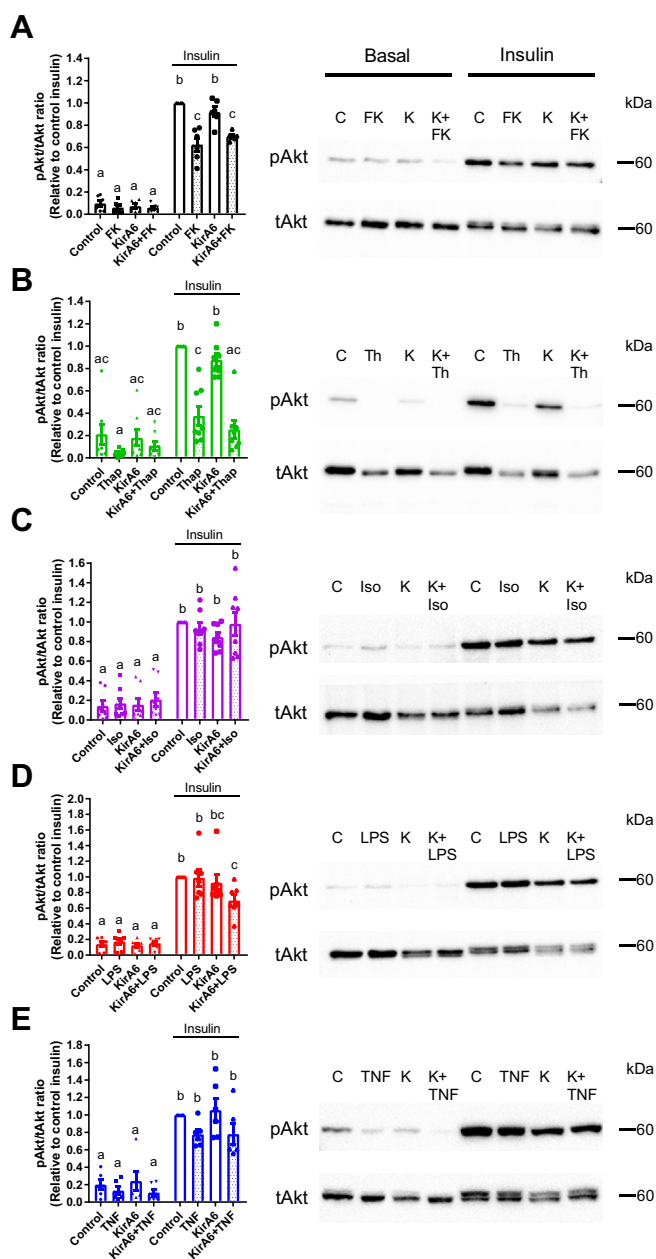 A
pAkt/tAkt ratio
(Relative to control insulin)
1.4
1.2
1.0
0.8
0.6
0.4
0.2
0.0
Insulin
a a a a b c b c
Control
FK
KirA6
KirA6+FK
Control
FK
KirA6
KirA6+FK
Basal Insulin
C FK K K+ FK C FK K K+ FK kDa
pAkt 60
tAkt 60
B
pAkt/tAkt ratio
(Relative to control insulin)
1.4
1.2
1.0
0.8
0.6
0.4
0.2
0.0
Insulin
ac a ac ac b c b ac
Control
Thap
KirA6
KirA6+Thap
Control
Thap
KirA6
KirA6+Thap
C Th K K+ Th C Th K K+ Th kDa
pAkt 60
tAkt 60
C
pAkt/tAkt ratio
(Relative to control insulin)
1.6
1.4
1.2
1.0
0.8
0.6
0.4
0.2
0.0
Insulin
a a a a b b b b
Control
Iso
KirA6
KirA6+Iso
Control
Iso
KirA6
KirA6+Iso
C Iso K K+ Iso C Iso K K+ Iso kDa
pAkt 60
tAkt 60
D
pAkt/tAkt ratio
(Relative to control insulin)
2.0
1.8
1.6
1.4
1.2
1.0
0.8
0.6
0.4
0.2
0.0
Insulin
a a a a b b bc c
Control
LPS
KirA6
KirA6+LPS
Control
LPS
KirA6
KirA6+LPS
C LPS K K+ LPS C LPS K K+ LPS kDa
pAkt 60
tAkt 60
E
pAkt/tAkt ratio
(Relative to control insulin)
1.8
1.6
1.4
1.2
1.0
0.8
0.6
0.4
0.2
0.0
Insulin
a a a a b b b b
Control
TNF
KirA6
KirA6+TNF
Control
TNF
KirA6
KirA6+TNF
C TNF K K+ TNF C TNF K K+ TNF kDa
pAkt 60
tAkt 60